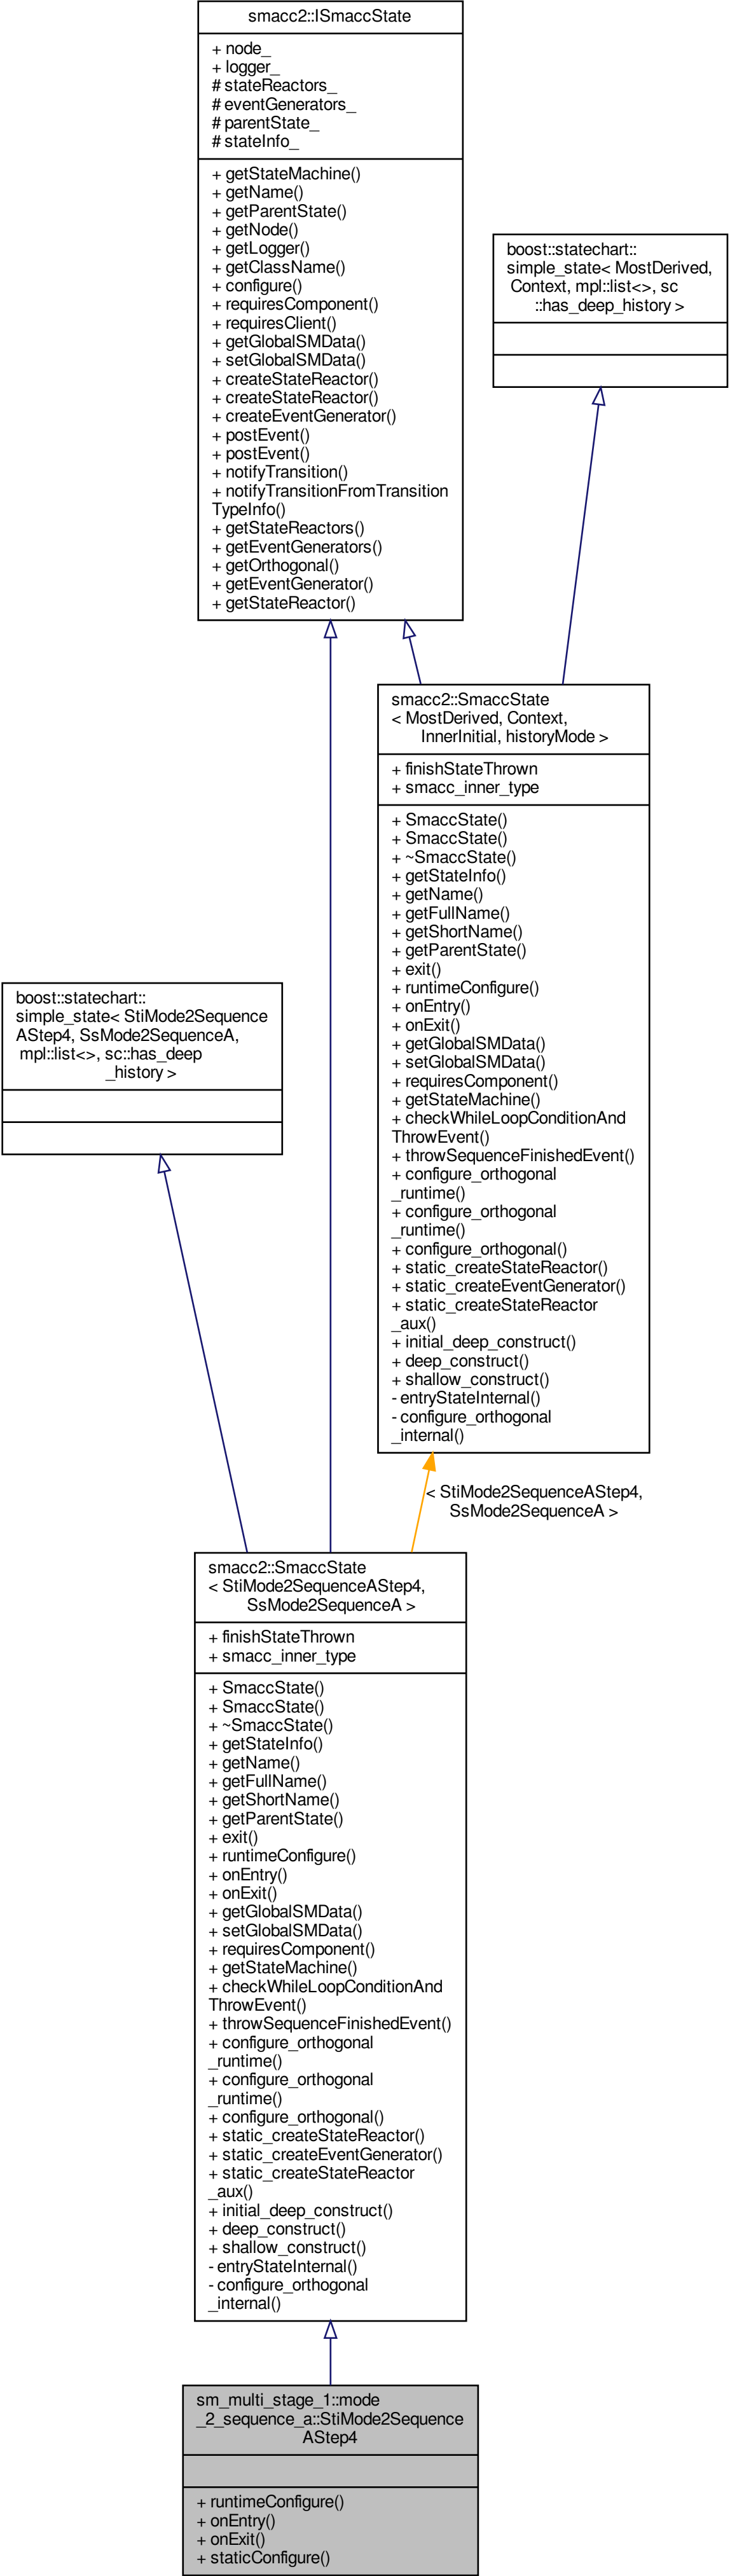 smacc2::ISmaccState
+ node_
+ logger_
# stateReactors_
# eventGenerators_
# parentState_
# stateInfo_
+ getStateMachine()
+ getName()
+ getParentState()
+ getNode()
+ getLogger()
+ getClassName()
+ configure()
+ requiresComponent()
+ requiresClient()
+ getGlobalSMData()
+ setGlobalSMData()
+ createStateReactor()
+ createStateReactor()
+ createEventGenerator()
+ postEvent()
+ postEvent()
+ notifyTransition()
+ notifyTransitionFromTransition
TypeInfo()
+ getStateReactors()
+ getEventGenerators()
+ getOrthogonal()
+ getEventGenerator()
+ getStateReactor()
boost::statechart::
simple_state< MostDerived,
Context, mpl::list<>, sc
::has_deep_history >
smacc2::SmaccState
< MostDerived, Context,
InnerInitial, historyMode >
+ finishStateThrown
+ smacc_inner_type
+ SmaccState()
+ SmaccState()
+ ~SmaccState()
+ getStateInfo()
+ getName()
+ getFullName()
+ getShortName()
+ getParentState()
+ exit()
+ runtimeConfigure()
+ onEntry()
+ onExit()
+ getGlobalSMData()
+ setGlobalSMData()
+ requiresComponent()
+ getStateMachine()
+ checkWhileLoopConditionAnd
ThrowEvent()
+ throwSequenceFinishedEvent()
+ configure_orthogonal
_runtime()
+ configure_orthogonal
_runtime()
+ configure_orthogonal()
+ static_createStateReactor()
+ static_createEventGenerator()
+ static_createStateReactor
_aux()
+ initial_deep_construct()
+ deep_construct()
+ shallow_construct()
- entryStateInternal()
- configure_orthogonal
_internal()
boost::statechart::
simple_state< StiMode2Sequence
AStep4, SsMode2SequenceA,
mpl::list<>, sc::has_deep
_history >
< StiMode2SequenceAStep4,
SsMode2SequenceA >
smacc2::SmaccState
< StiMode2SequenceAStep4,
SsMode2SequenceA >
+ finishStateThrown
+ smacc_inner_type
+ SmaccState()
+ SmaccState()
+ ~SmaccState()
+ getStateInfo()
+ getName()
+ getFullName()
+ getShortName()
+ getParentState()
+ exit()
+ runtimeConfigure()
+ onEntry()
+ onExit()
+ getGlobalSMData()
+ setGlobalSMData()
+ requiresComponent()
+ getStateMachine()
+ checkWhileLoopConditionAnd
ThrowEvent()
+ throwSequenceFinishedEvent()
+ configure_orthogonal
_runtime()
+ configure_orthogonal
_runtime()
+ configure_orthogonal()
+ static_createStateReactor()
+ static_createEventGenerator()
+ static_createStateReactor
_aux()
+ initial_deep_construct()
+ deep_construct()
+ shallow_construct()
- entryStateInternal()
- configure_orthogonal
_internal()
sm_multi_stage_1::mode
_2_sequence_a::StiMode2Sequence
AStep4
+ runtimeConfigure()
+ onEntry()
+ onExit()
+ staticConfigure()